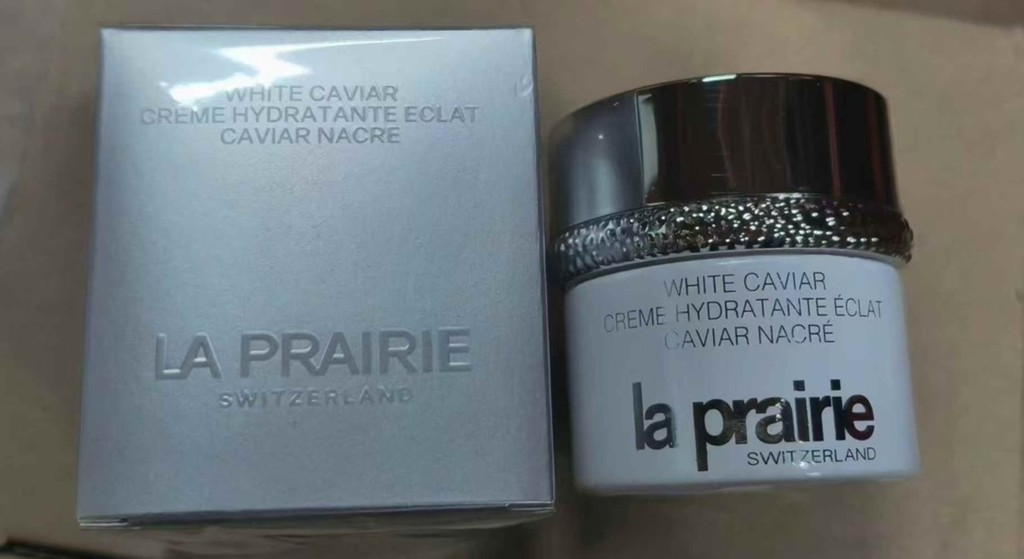 WHITE CAVIAR
CREME HYDRATANTE ECLAT
CAVIAR NACRE
LA PRAIRIE
SWITZERLAND
WHITE CAVIAR
CREME HYDRATANTE ÉCLAT
CAVIAR NACRÉ
la prairie
SWITZERLAND